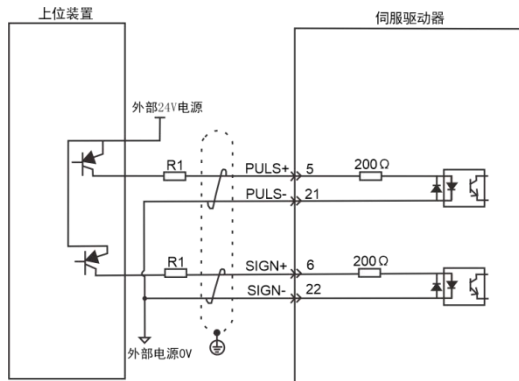 上位装置
伺服驱动器
外部24V电源
R1
PULS+
5
200Ω
PULS-
21
R1
SIGN+
6
200Ω
SIGN-
22
外部电源0V